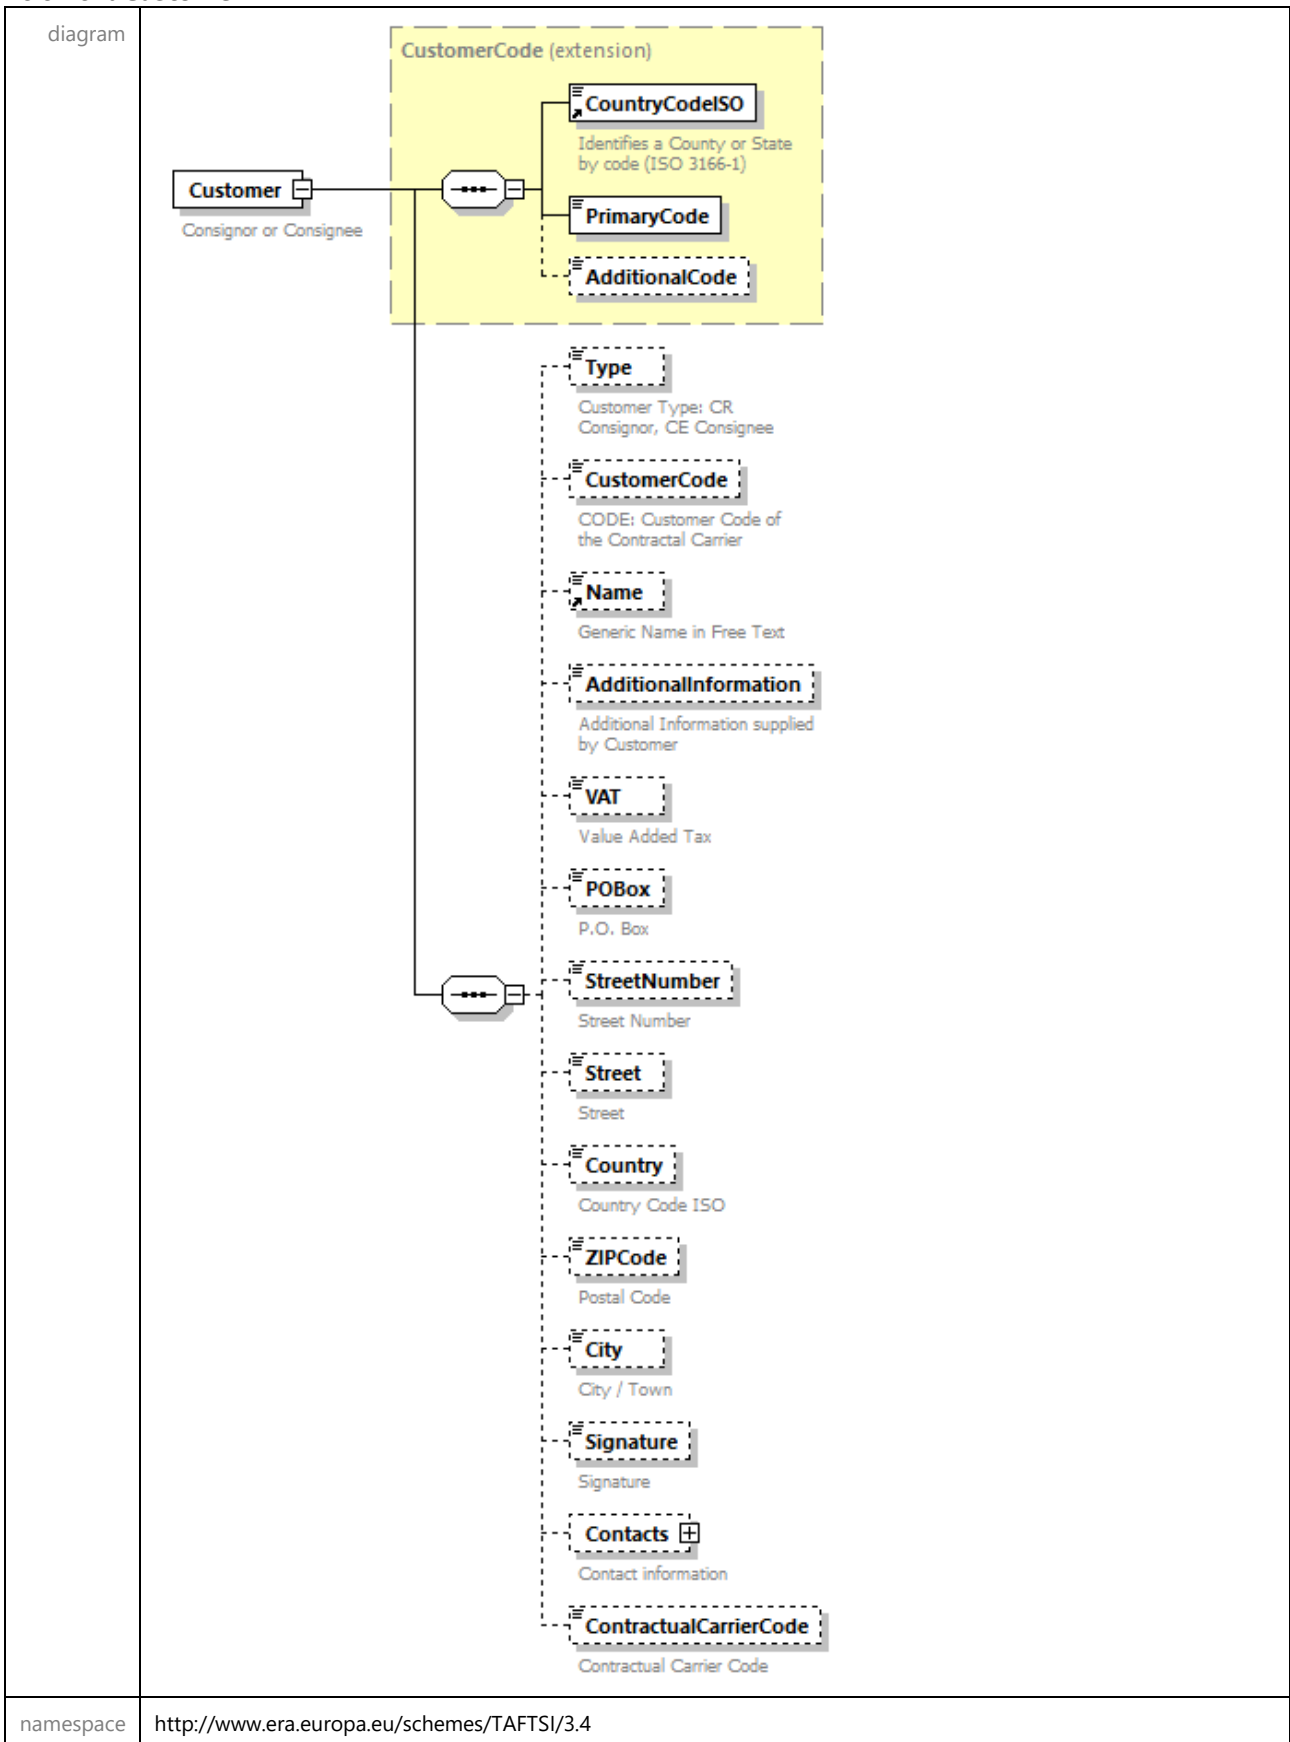 diagram
CustomerCode (extension)
CountryCodeISO
Identifies a County or State
by code (ISO 3166-1)
Customer
Consignor or Consignee
PrimaryCode
AdditionalCode
Type
Customer Type: CR
Consignor, CE Consignee
CustomerCode
CODE: Customer Code of
the Contractal Carrier
Name
Generic Name in Free Text
AdditionalInformation
Additional Information supplied
by Customer
VAT
Value Added Tax
POBox
P.O. Box
StreetNumber
Street Number
Street
Street
Country
Country Code ISO
ZIPCode
Postal Code
City
City / Town
Signature
Signature
Contacts
Contact information
ContractualCarrierCode
Contractual Carrier Code
namespace
http://www.era.europa.eu/schemes/TAFTSI/3.4